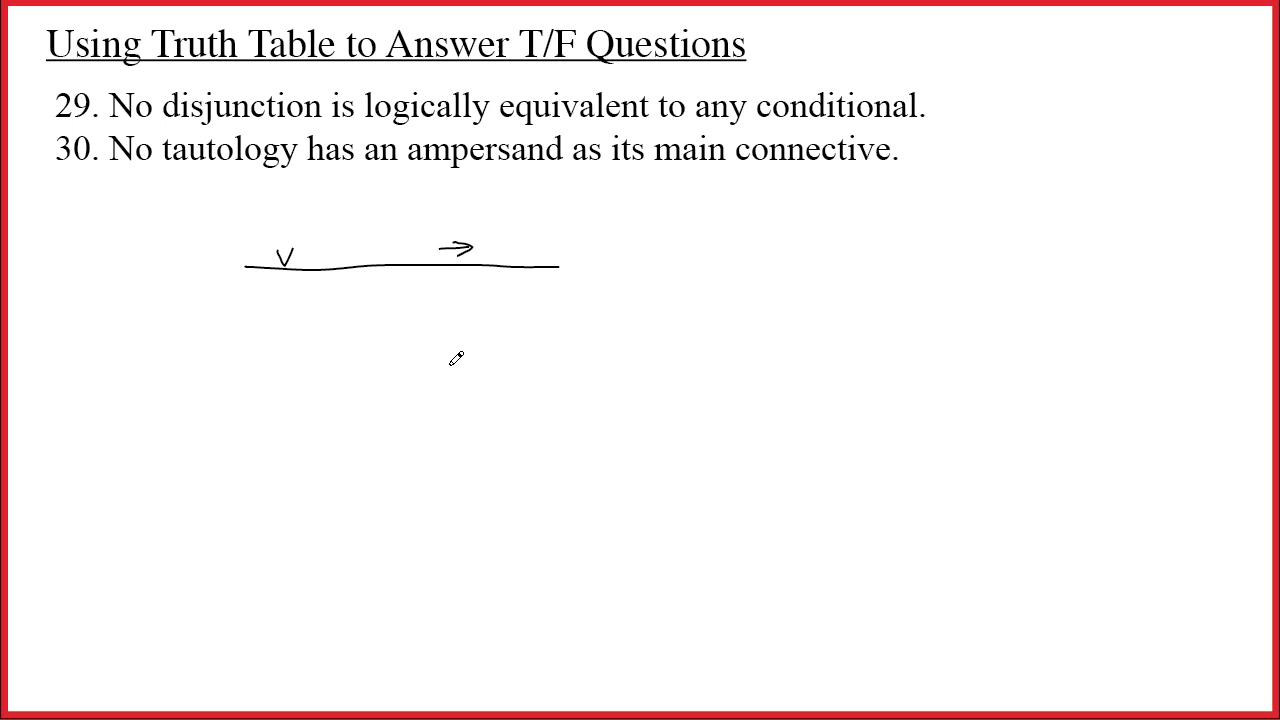 Using Truth Table to Answer T/F Questions
29. No disjunction is logically equivalent to any conditional.
30. No tautology has an ampersand as its main connective.
∨ →